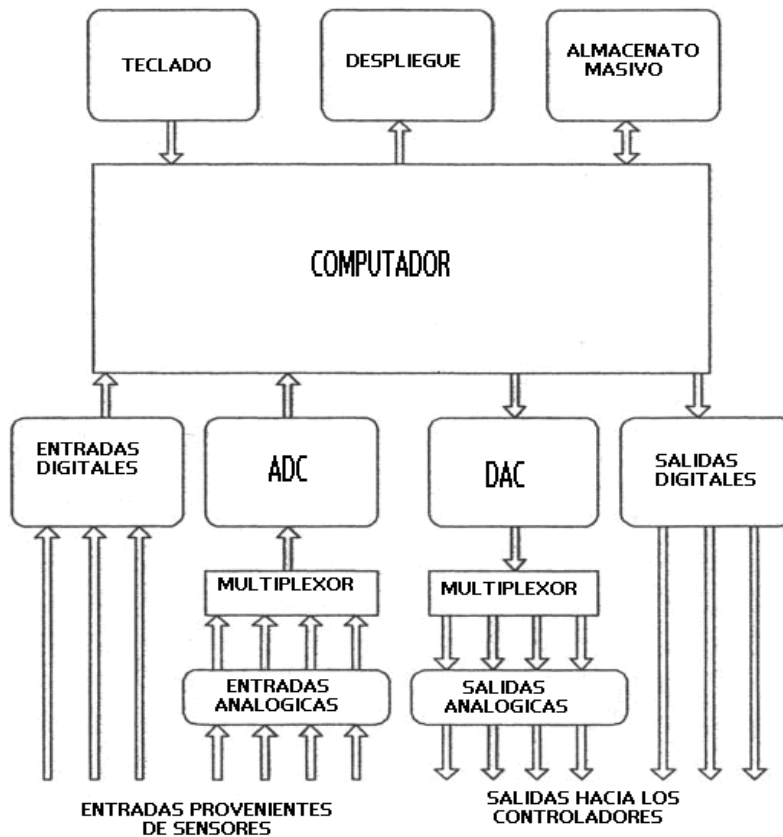 TECLADO
DESPLIEGUE
ALMACENATO
MASIVO
COMPUTADOR
ENTRADAS
DIGITALES
ADC
DAC
SALIDAS
DIGITALES
MULTIPLEXOR
MULTIPLEXOR
ENTRADAS
ANALOGICAS
SALIDAS
ANALOGICAS
ENTRADAS PROVENIENTES
DE SENSORES
SALIDAS HACIA LOS
CONTROLADORES